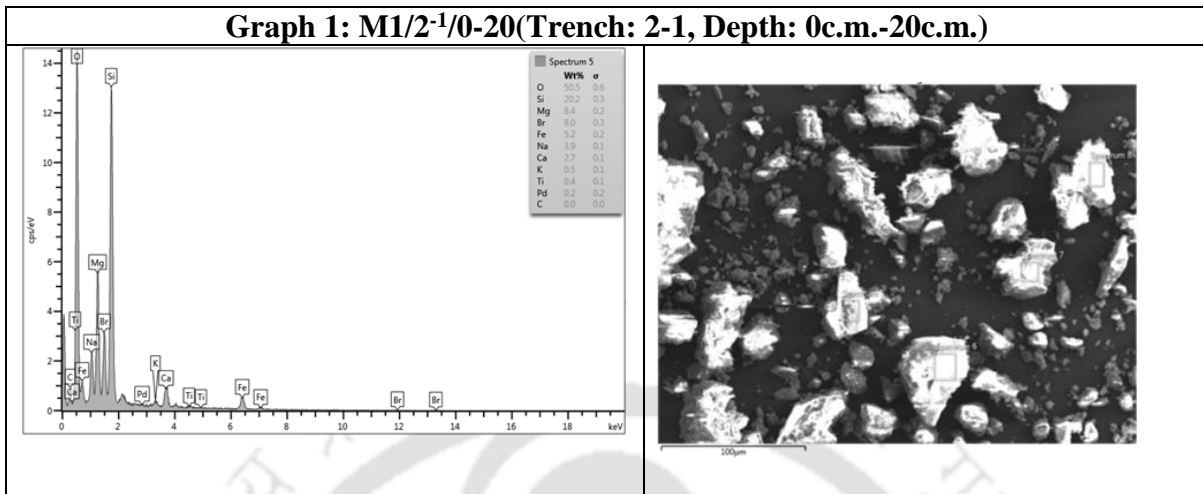 Graph 1: M1/2⁻¹/0-20(Trench: 2-1, Depth: 0c.m.-20c.m.)
Spectrum 5
Wt% σ
O 50.5 0.6
Si 20.2 0.3
Mg 8.4 0.2
Br 8.0 0.3
Fe 5.2 0.2
Na 3.9 0.1
Ca 2.7 0.1
K 0.5 0.1
Ti 0.4 0.1
Pd 0.2 0.2
C 0.0 0.0
cps/eV
14
12
10
8
6
4
2
0
O
Si
Mg
Ti
Br
Na
C
Fe
Ca
K
Ca
Pd
Ti
Ti
Fe
Fe
Br
Br
0 2 4 6 8 10 12 14 16 18 keV
Spectrum 8
100µm